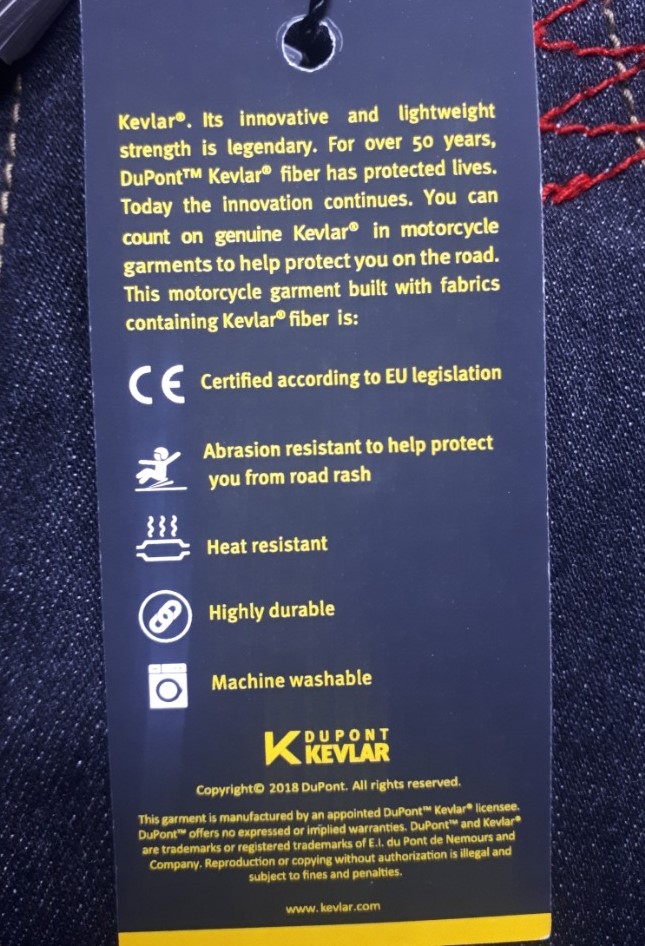 Kevlar®. Its innovative and lightweight
strength is legendary. For over 50 years,
DuPont™ Kevlar® fiber has protected lives.
Today the innovation continues. You can
count on genuine Kevlar® in motorcycle
garments to help protect you on the road.
This motorcycle garment built with fabrics
containing Kevlar® fiber is:
CE Certified according to EU legislation
Abrasion resistant to help protect
you from road rash
Heat resistant
Highly durable
Machine washable
DUPONT
KEVLAR
Copyright© 2018 DuPont. All rights reserved.
This garment is manufactured by an appointed DuPont™ Kevlar® licensee.
DuPont™ offers no expressed or implied warranties. DuPont™ and Kevlar®
are trademarks or registered trademarks of E.I. du Pont de Nemours and
Company. Reproduction or copying without authorization is illegal and
subject to fines and penalties.
www.kevlar.com